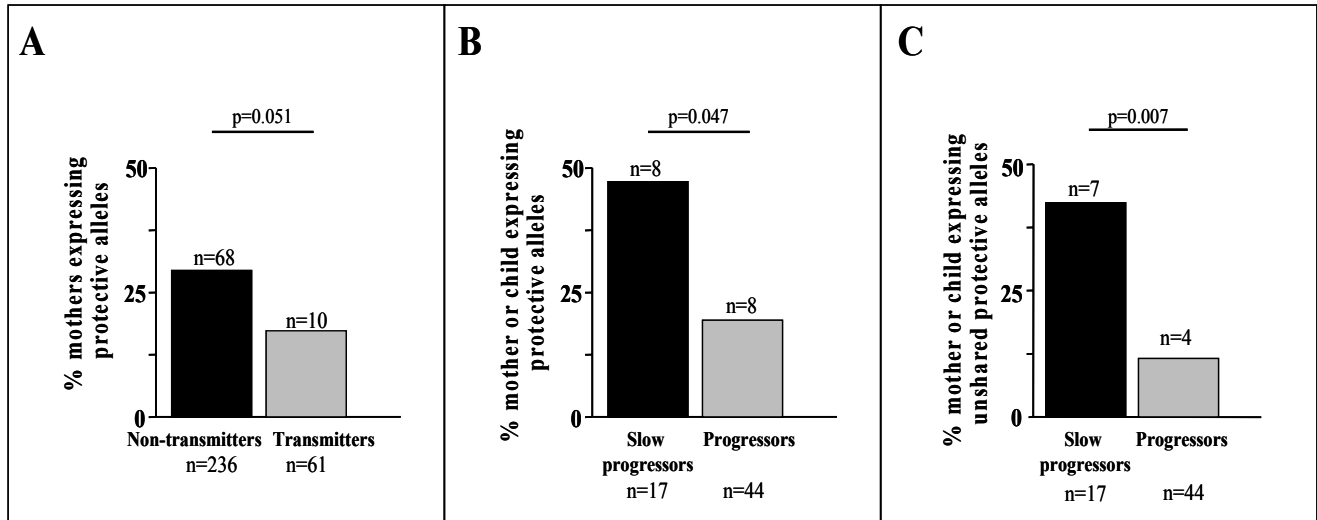 A
p=0.051
% mothers expressing
protective alleles
50
25
0
n=68
n=10
Non-transmitters Transmitters
n=236 n=61
B
p=0.047
% mother or child expressing
protective alleles
50
25
0
n=8
n=8
Slow Progressors
progressors
n=17 n=44
C
p=0.007
% mother or child expressing
unshared protective alleles
50
25
0
n=7
n=4
Slow Progressors
progressors
n=17 n=44